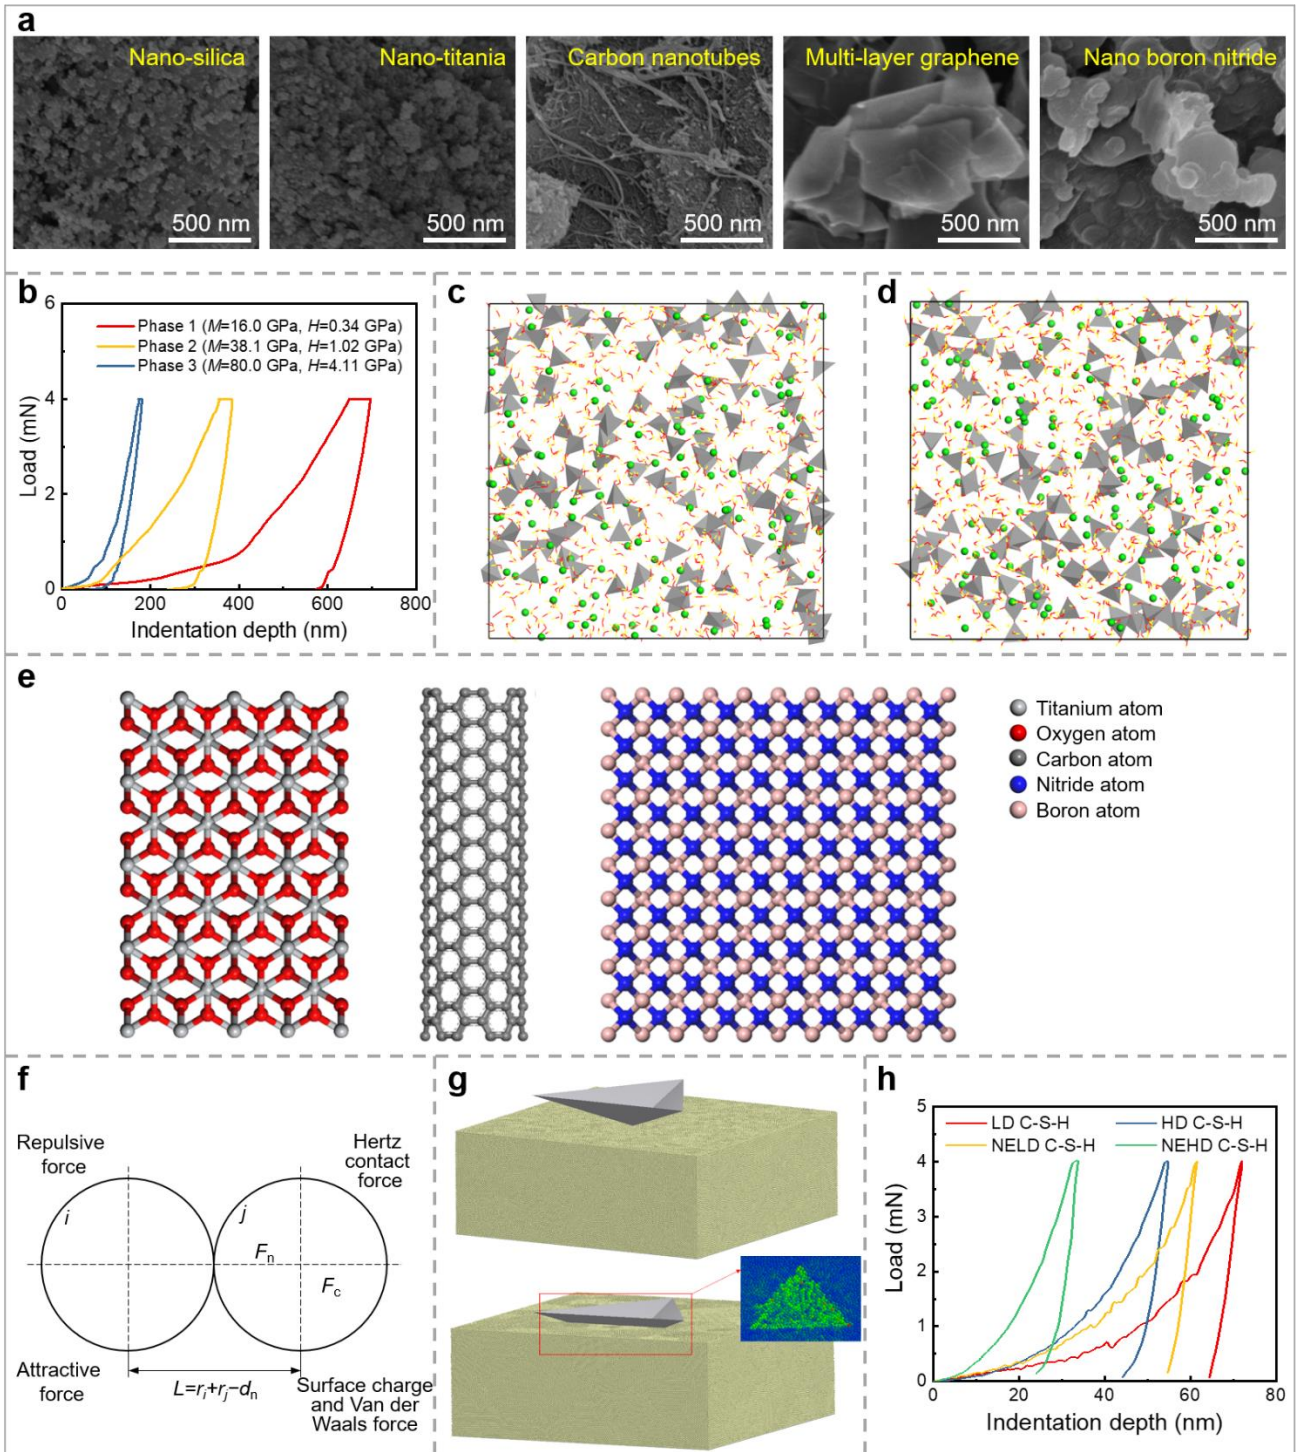 a
Nano-silica
500 nm
Nano-titania
500 nm
Carbon nanotubes
500 nm
Multi-layer graphene
500 nm
Nano boron nitride
500 nm
b
6
4
2
0
Load (mN)
Phase 1 (M=16.0 GPa, H=0.34 GPa)
Phase 2 (M=38.1 GPa, H=1.02 GPa)
Phase 3 (M=80.0 GPa, H=4.11 GPa)
0 200 400 600 800
Indentation depth (nm)
c
d
e
Titanium atom
Oxygen atom
Carbon atom
Nitride atom
Boron atom
f
Repulsive
force
Hertz
contact
force
i
j
Fn
Fc
Attractive
force
L=ri+rj−dn
Surface charge
and Van der
Waals force
g
h
5
4
3
2
1
0
Load (mN)
LD C-S-H
HD C-S-H
NELD C-S-H
NEHD C-S-H
0 20 40 60 80
Indentation depth (nm)